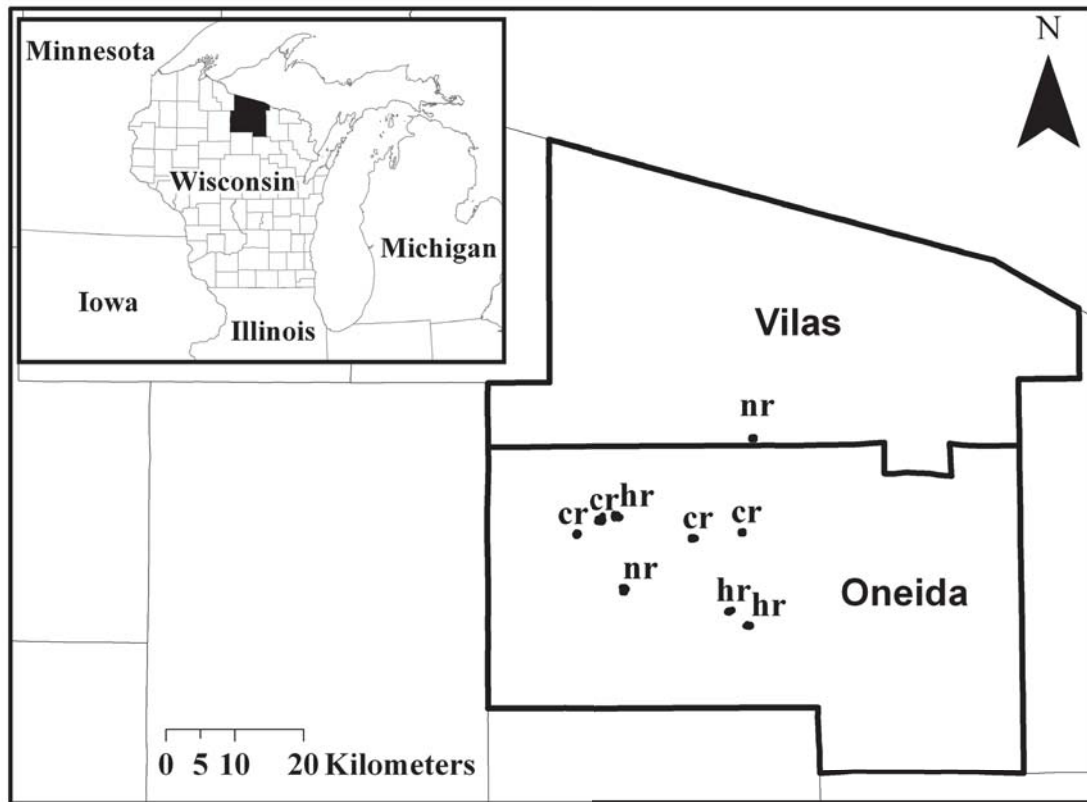 Minnesota
Wisconsin
Michigan
Iowa
Illinois
N
Vilas
nr
cr
cr
hr
cr
cr
nr
hr
hr
Oneida
0 5 10 20 Kilometers